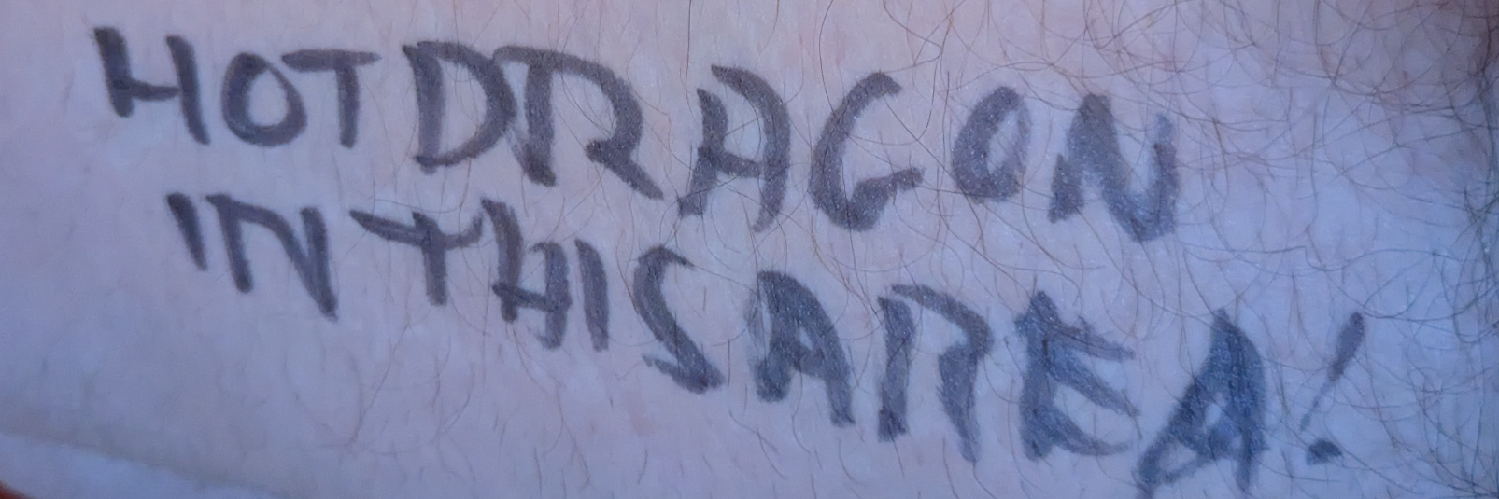 HOT DRAGON
IN THIS AREA!